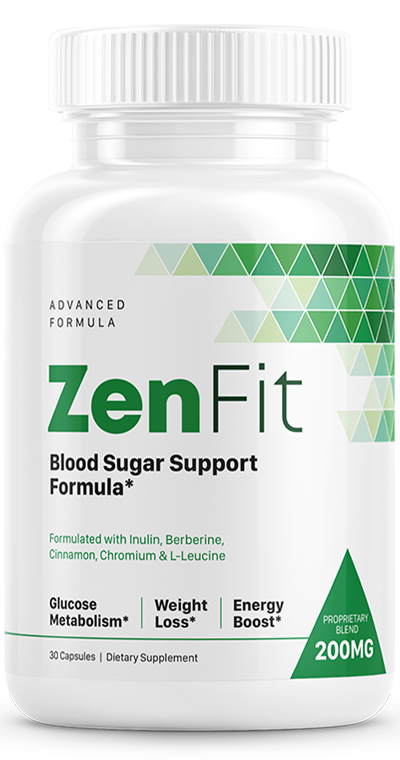 ADVANCED
FORMULA
ZenFit
Blood Sugar Support
Formula*
Formulated with Inulin, Berberine,
Cinnamon, Chromium & L-Leucine
Glucose
Metabolism*
Weight
Loss*
Energy
Boost*
PROPRIETARY
BLEND
200MG
30 Capsules | Dietary Supplement